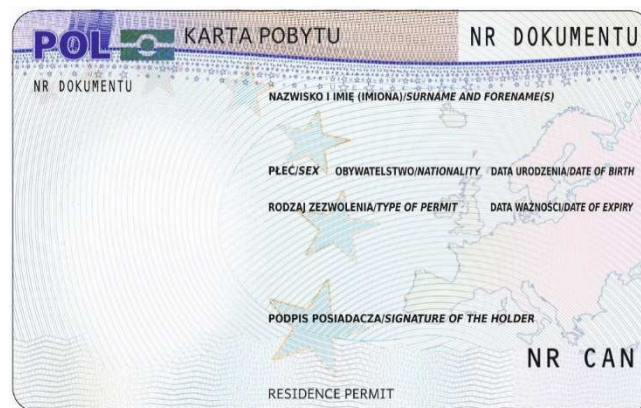 POL KARTA POBYTU NR DOKUMENTU
NR DOKUMENTU
NAZWISKO I IMIĘ (IMIONA)/SURNAME AND FORENAME(S)
PŁEĆ/SEX OBYWATELSTWO/NATIONALITY DATA URODZENIA/DATE OF BIRTH
RODZAJ ZEZWOLENIA/TYPE OF PERMIT DATA WAŻNOŚCI/DATE OF EXPIRY
PODPIS POSIADACZA/SIGNATURE OF THE HOLDER
NR CAN
RESIDENCE PERMIT